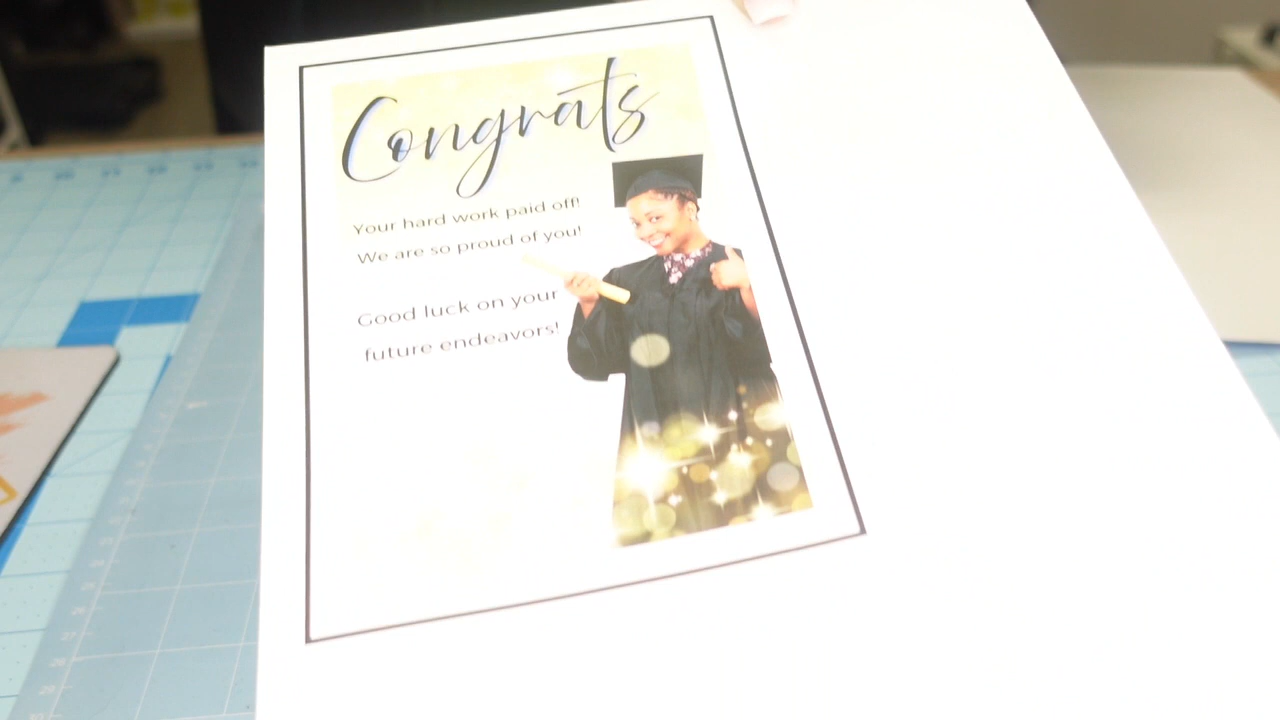 Congrats
Your hard work paid off!
We are so proud of you!
Good luck on your
future endeavors!